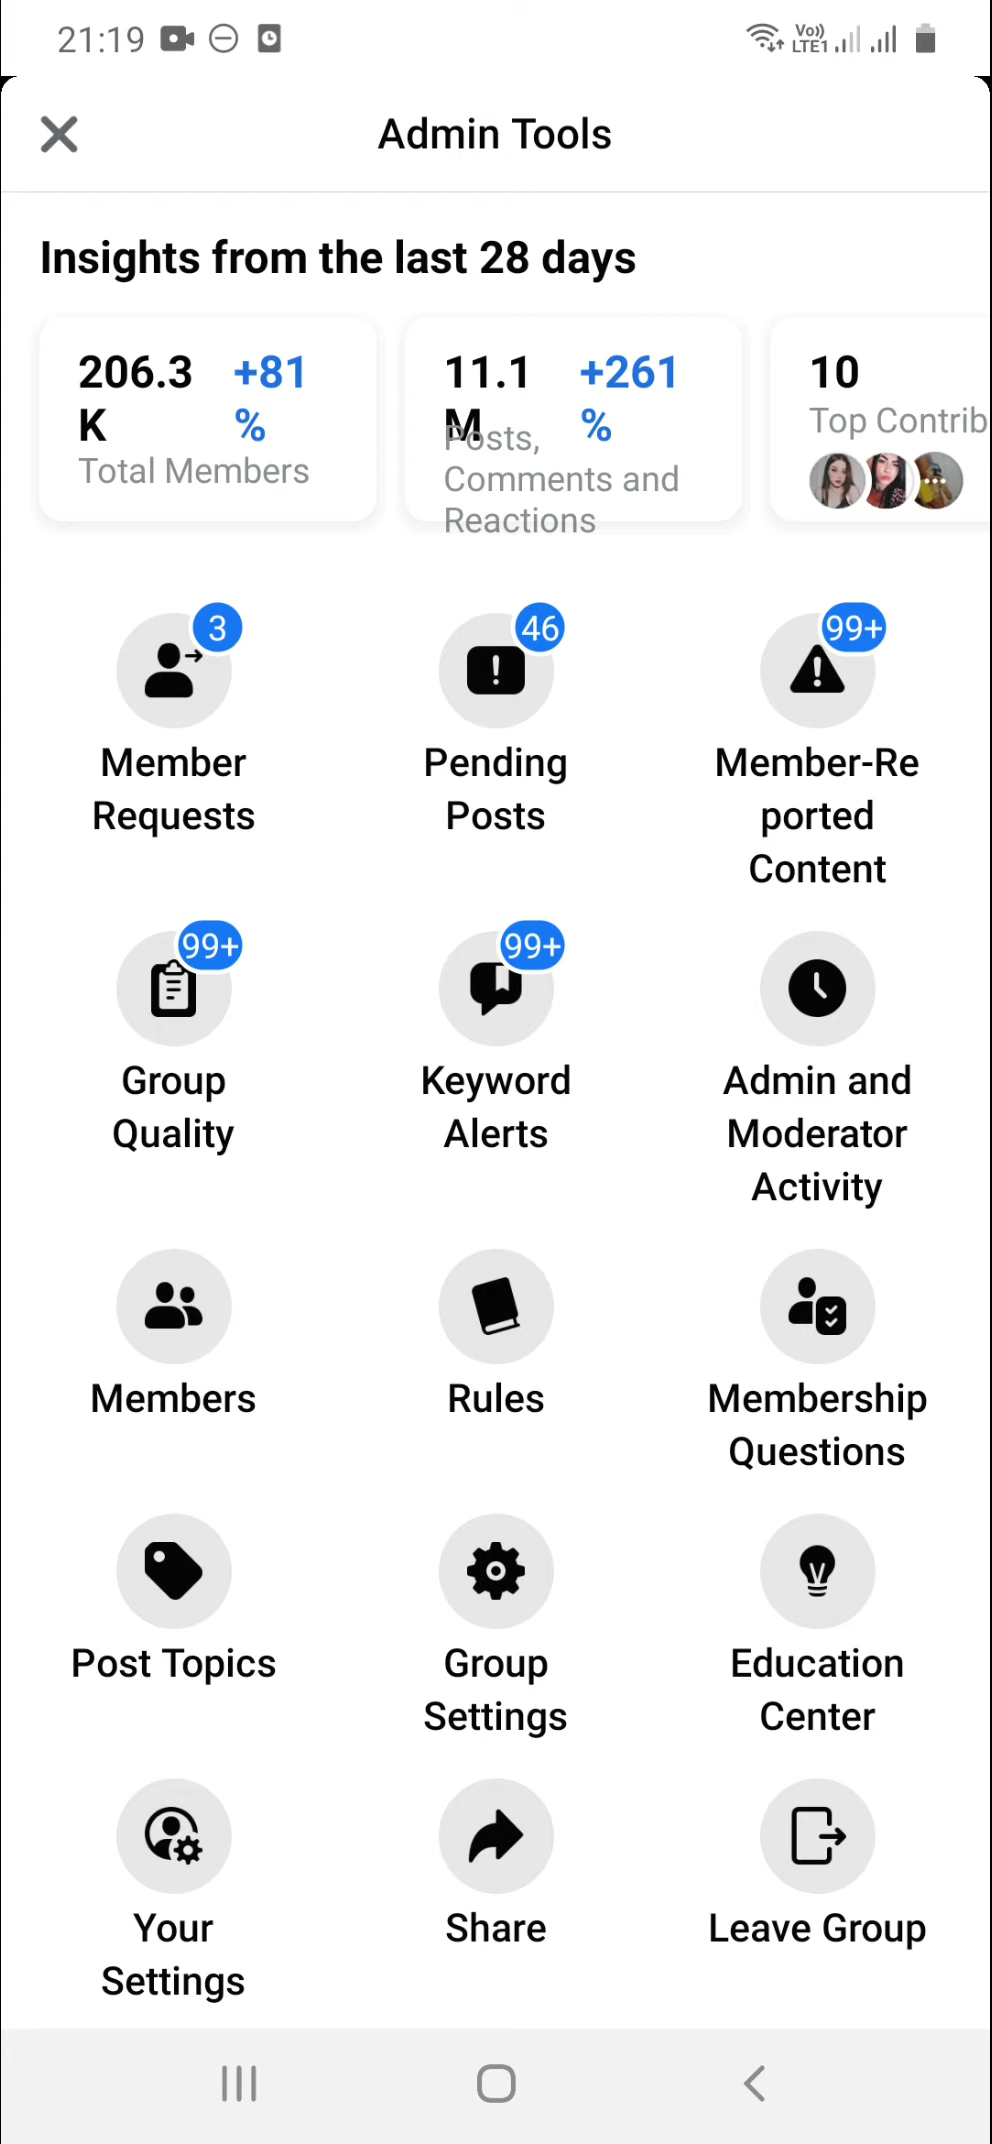 21:19
Vo))
LTE1
Admin Tools
Insights from the last 28 days
206.3 +81
K %
Total Members
11.1 +261
M %
Posts,
Comments and
Reactions
10
Top Contrib
3
Member
Requests
46
Pending
Posts
99+
Member-Re
ported
Content
99+
Group
Quality
99+
Keyword
Alerts
Admin and
Moderator
Activity
Members
Rules
Membership
Questions
Post Topics
Group
Settings
Education
Center
Your
Settings
Share
Leave Group